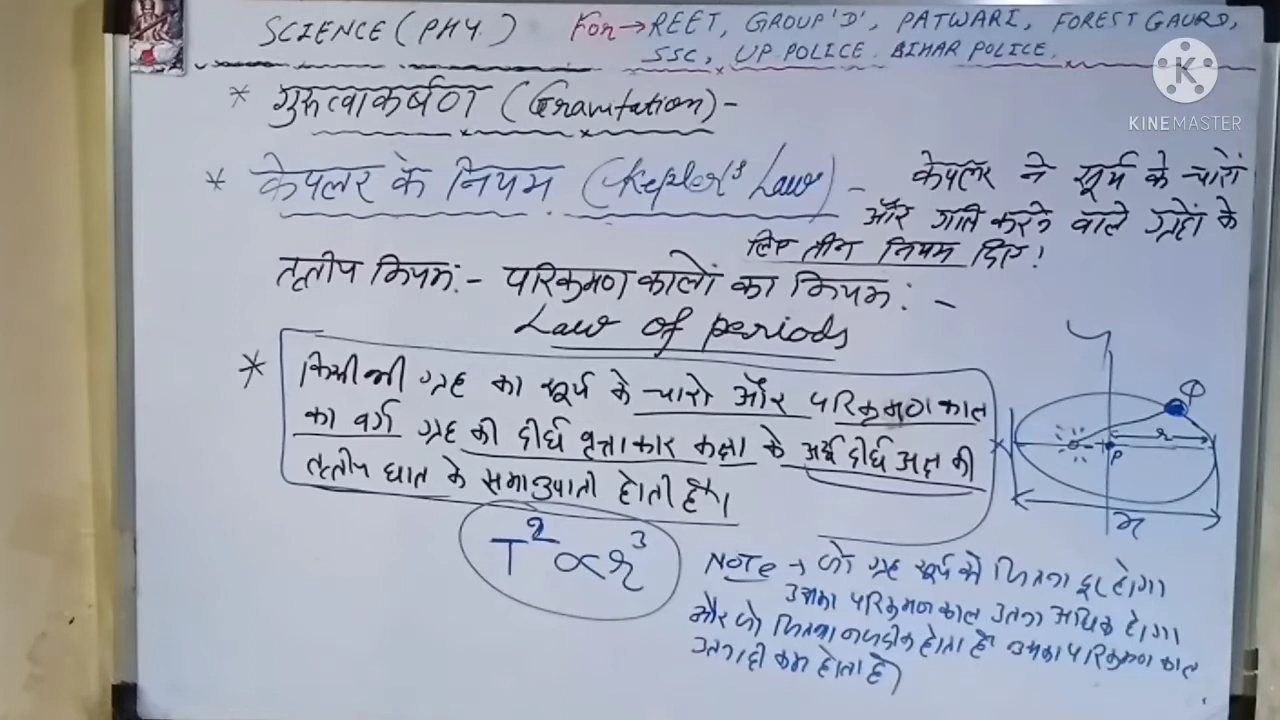 SCIENCE (PHY.) For → REET, GROUP 'D', PATWARI, FOREST GAURD,
SSC, UP POLICE. BIHAR POLICE.
K
KINEMASTER
* गुरुत्वाकर्षण (Gravitation) -
* केपलर के नियम (Kepler's Law) -
केपलर ने सूर्य के चारों
और गति करने वाले ग्रहों के
लिए तीन नियम दिए!
तृतीय नियम:- परिक्रमण कालों का नियम: -
Law of periods
* किसी भी ग्रह का सूर्य के चारो और परिक्रमण काल
का वर्ग ग्रह की दीर्घ वृत्ताकार कक्षा के अर्द्ध दीर्घ अक्ष की
तृतीय घात के समानुपाती होती है।
T² ∝ r³
P
r
NOTE → जो ग्रह सूर्य से जितना दूर होगा
उसका परिक्रमण काल उतना अधिक होगा
और जो जितना नजदीक होता है उसका परिक्रमण काल
उतना ही कम होता है।